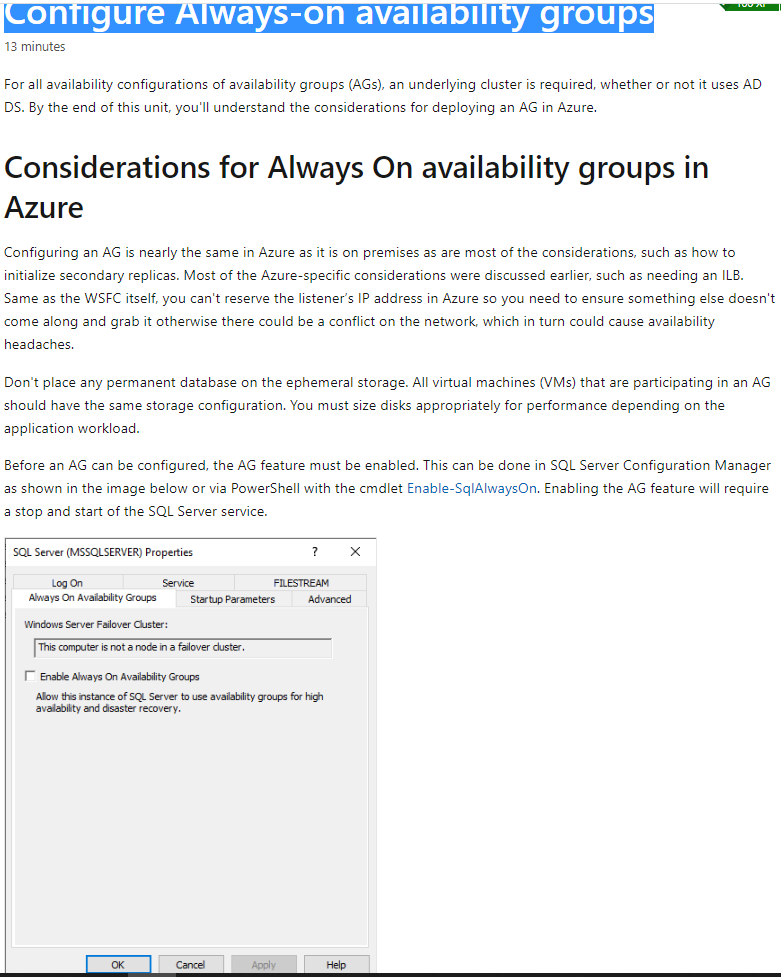 Configure Always-on availability groups
13 minutes
For all availability configurations of availability groups (AGs), an underlying cluster is required, whether or not it uses AD
DS. By the end of this unit, you'll understand the considerations for deploying an AG in Azure.
Considerations for Always On availability groups in
Azure
Configuring an AG is nearly the same in Azure as it is on premises as are most of the considerations, such as how to
initialize secondary replicas. Most of the Azure-specific considerations were discussed earlier, such as needing an ILB.
Same as the WSFC itself, you can't reserve the listener's IP address in Azure so you need to ensure something else doesn't
come along and grab it otherwise there could be a conflict on the network, which in turn could cause availability
headaches.
Don't place any permanent database on the ephemeral storage. All virtual machines (VMs) that are participating in an AG
should have the same storage configuration. You must size disks appropriately for performance depending on the
application workload.
Before an AG can be configured, the AG feature must be enabled. This can be done in SQL Server Configuration Manager
as shown in the image below or via PowerShell with the cmdlet Enable-SqlAlwaysOn. Enabling the AG feature will require
a stop and start of the SQL Server service.
SQL Server (MSSQLSERVER) Properties ? ×
Log On Service FILESTREAM
Always On Availability Groups Startup Parameters Advanced
Windows Server Failover Cluster:
This computer is not a node in a failover cluster.
Enable Always On Availability Groups
Allow this instance of SQL Server to use availability groups for high
availability and disaster recovery.
OK Cancel Apply Help